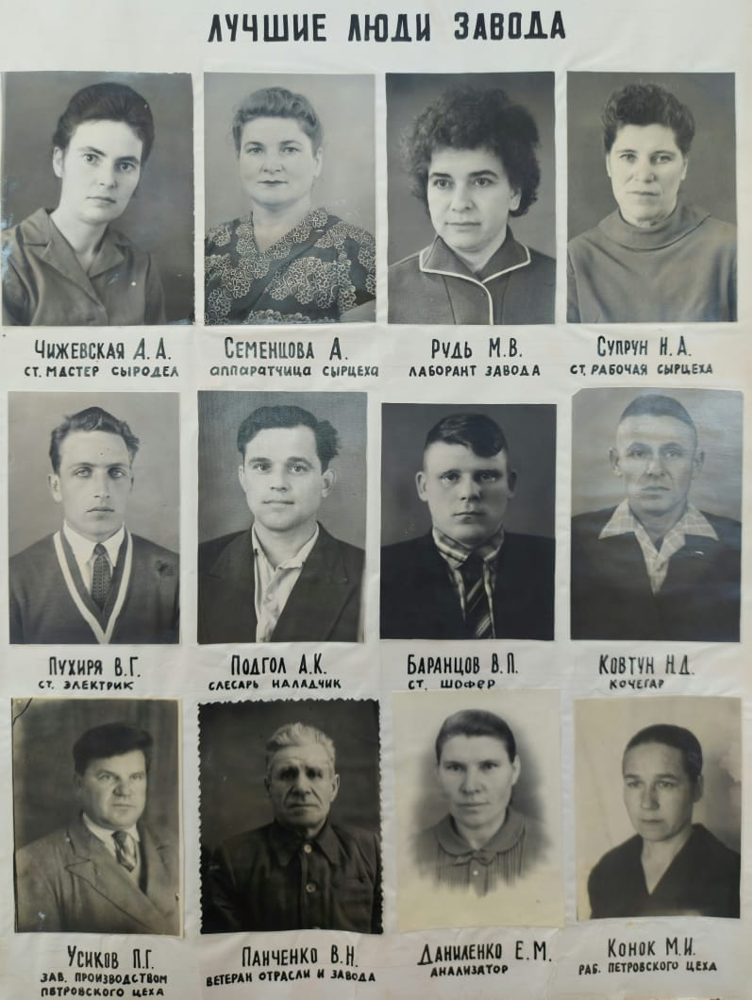 ЛУЧШИЕ ЛЮДИ ЗАВОДА
ЧИЖЕВСКАЯ А.А.
СТ. МАСТЕР СЫРОДЕЛ
СЕМЕНЦОВА А.
АППАРАТЧИЦА СЫРЦЕХА
РУДЬ М.В.
ЛАБОРАНТ ЗАВОДА
СУПРУН Н.А.
СТ. РАБОЧАЯ СЫРЦЕХА
ПУХИРЯ В.Г.
СТ. ЭЛЕКТРИК
ПОДГОЛ А.К.
СЛЕСАРЬ НАЛАДЧИК
БАРАНЦОВ В.П.
СТ. ШОФЕР
КОВТУН Н.Д.
КОЧЕГАР
УСИКОВ П.Г.
ЗАВ. ПРОИЗВОДСТВОМ
ПЕТРОВСКОГО ЦЕХА
ПАНЧЕНКО В.Н.
ВЕТЕРАН ОТРАСЛИ И ЗАВОДА
ДАНИЛЕНКО Е.М.
АНАЛИЗАТОР
КОНОК М.И.
РАБ. ПЕТРОВСКОГО ЦЕХА